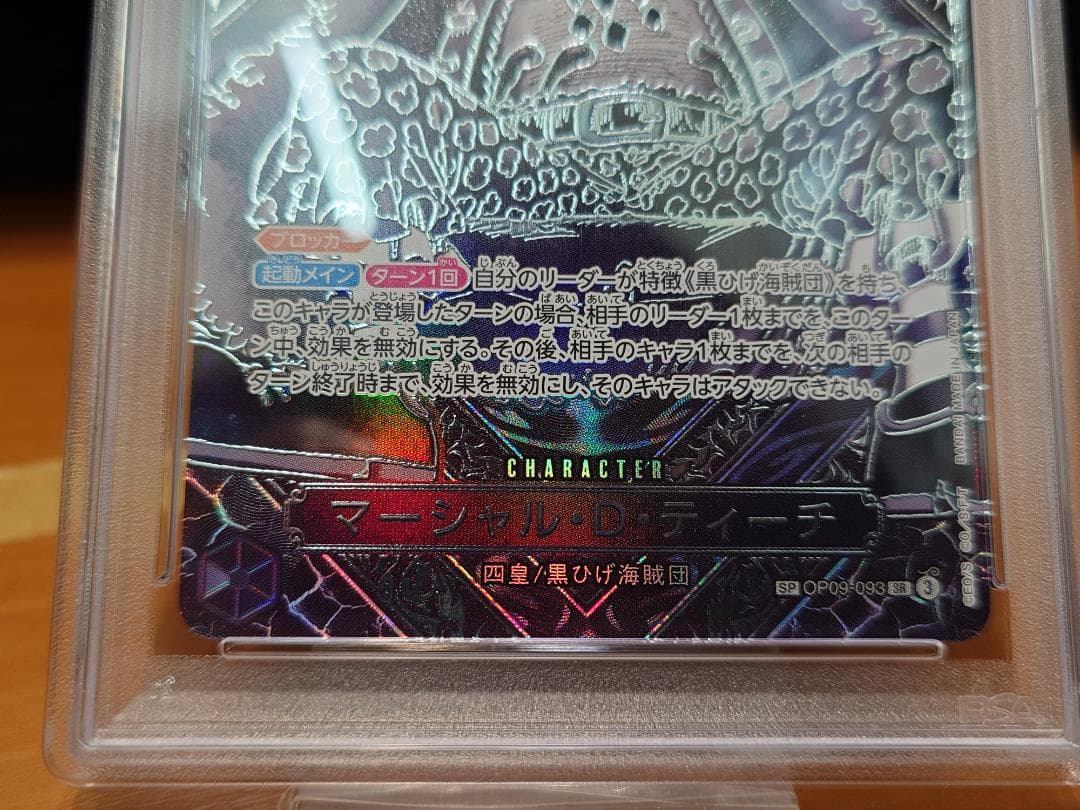 ブロッカー
起動メイン ターン1回 自分のリーダーが特徴《黒ひげ海賊団》を持ち、
このキャラが登場したターンの場合、相手のリーダー1枚までを、このター
ン中、効果を無効にする。その後、相手のキャラ1枚までを、次の相手の
ターン終了時まで、効果を無効にし、そのキャラはアタックできない。
CHARACTER
マーシャル・D・ティーチ
四皇/黒ひげ海賊団
SP OP09-093 SR 3
©E.O./S. ©O./S.F.P.T BANDAI MADE IN JAPAN
PSA